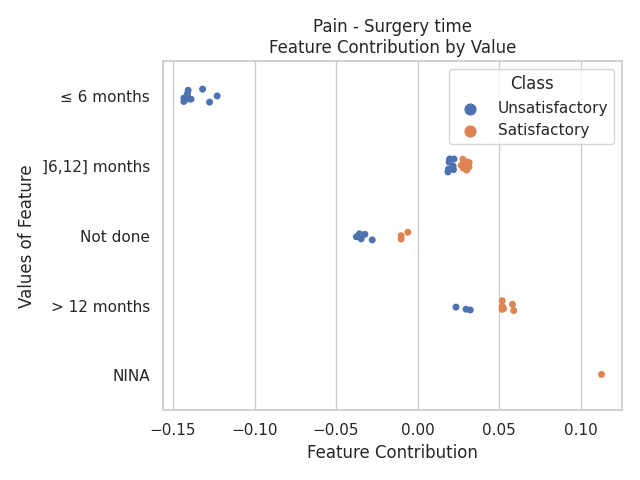 Pain - Surgery time
Feature Contribution by Value
Class
Unsatisfactory
Satisfactory
≤ 6 months
]6,12] months
Not done
> 12 months
NINA
Values of Feature
−0.15 −0.10 −0.05 0.00 0.05 0.10
Feature Contribution